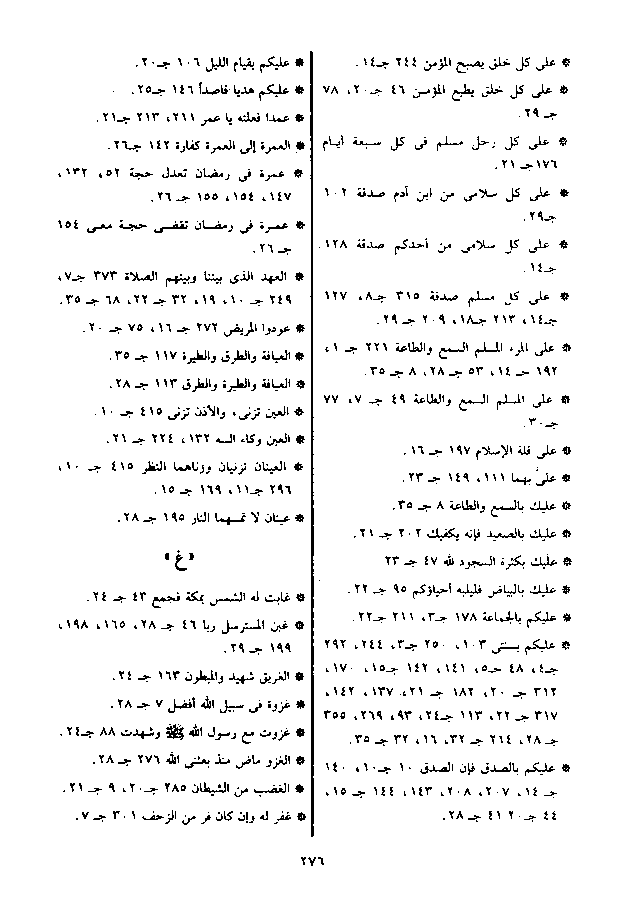 * على كل خلق يصبح المؤمن ٢٤٤ جـ١٤.
* على كل خلق يطبع المؤمن ٤٦ جـ٢٠، ٧٨
جـ ٢٩.
* على كل رجل مسلم فى كل سبعة أيام
١٧٦ جـ ٢١.
* على كل سلامى من ابن آدم صدقة ١٠٢
جـ٢٩.
* على كل سلامى من أحدكم صدقة ١٢٨.
جـ١٤.
* على كل مسلم صدقة ٣١٥ جـ٨، ١٢٧
جـ١٤، ٢١٣ جـ١٨، ٢٠٩ جـ ٢٩.
* على المرء المسلم السمع والطاعة ٢٢١ جـ ١،
١٩٢ جـ ١٤، ٥٣ جـ ٢٨، ٨ جـ ٣٥.
* على المسلم السمع والطاعة ٤٩ جـ ٧، ٧٧
جـ ٣٠.
* على قلة الإسلام ١٩٧ جـ ١٦.
* علىَّ بهما ١١١، ١٤٩ جـ ٢٣.
* عليك بالسمع والطاعة ٨ جـ ٣٥.
* عليك بالصعيد فإنه يكفيك ٢٠٢ جـ ٢١.
* عليك بكثرة السجود لله ٤٧ جـ ٢٣
* عليك بالبياض فليلبه أحياؤكم ٩٥ جـ ٢٢.
* عليكم بالجماعة ١٧٨ جـ٣، ٢١١ جـ٢٢.
* عليكم بسنتى ١٠٣، ٢٥٠ جـ٣، ٢٤٤، ٢٩٢
جـ٤، ٤٨ جـ٥، ١٤١، ١٤٢ جـ١٥، ١٧٠،
٣١٢ جـ ٢٠، ١٨٢ جـ ٢١، ١٣٧، ١٤٢،
٣١٧ جـ ٢٢، ١١٣ جـ٢٤، ٩٣، ٢٦٩، ٣٥٥
جـ ٢٨، ٢١٤ جـ ٣٢، ١٦، ٣٢ جـ ٣٥.
* عليكم بالصدق فإن الصدق ١٠ جـ١٠، ١٤٠
جـ ١٤، ٢٠٧، ٢٠٨، ١٤٣، ١٤٤ جـ ١٥،
٤٤ جـ٢٠ ٤١ جـ ٢٨.
* عليكم بقيام الليل ١٠٦ جـ٢٠.
* عليكم هديا قاصداً ١٤٦ جـ٢٥.
* عمدا فعلته يا عمر ٢٦١، ٢١٣ جـ٢١.
* العمرة إلى العمرة كفارة ١٤٢ جـ٢٦.
* عمرة فى رمضان تعدل حجة ٥٢، ١٣٢،
١٤٧، ١٥٤، ١٥٥ جـ ٢٦.
* عمرة فى رمضان تقضى حجة معى ١٥٤
جـ ٢٦.
* العهد الذى بيننا وبينهم الصلاة ٣٧٣ جـ٧،
٢٤٩ جـ ١٠، ١٩، ٣٢ جـ ٢٢، ٦٨ جـ ٣٥.
* عودوا المريض ٢٧٢ جـ ١٦، ٧٥ جـ ٢٠.
* العيافة والطرق والطيرة ١١٧ جـ ٣٥.
* العيافة والطيرة والطرق ١١٣ جـ ٢٨.
* العين تزنى، والأذن تزنى ٤١٥ جـ ١٠.
* العين وكاء السه ١٣٢، ٢٢٤ جـ ٢١.
* العينان تزنيان وزناهما النظر ٤١٥ جـ ١٠،
٢٩٦ جـ١١، ١٦٩ جـ ١٥.
* عينان لا تمسهما النار ١٩٥ جـ ٢٨.
«غ»
* غابت له الشمس بمكة فجمع ٤٣ جـ ٢٤.
* غبن المسترسل ربا ٤٦ جـ ٢٨، ١٦٥، ١٩٨،
١٩٩ جـ ٢٩.
* الغريق شهيد والمبطون ١٦٣ جـ ٢٤.
* غزوة فى سبيل الله أفضل ٧ جـ ٢٨.
* غزوت مع رسول الله ﷺ وشهدت ٨٨ جـ٢٤.
* الغزو ماض منذ بعثنى الله ٢٧٦ جـ ٢٨.
* الغضب من الشيطان ٢٨٥ جـ٢٠، ٩ جـ ٢١.
* غفر له وإن كان فر من الزحف ٣٠١ جـ ٧.
٢٧٦